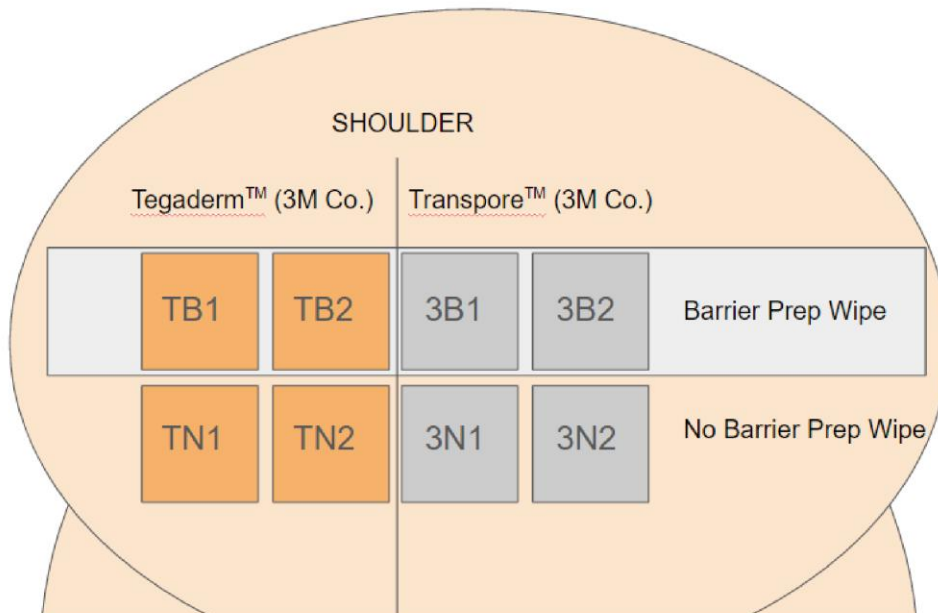 SHOULDER
Tegaderm™ (3M Co.) Transpore™ (3M Co.)
TB1 TB2 3B1 3B2 Barrier Prep Wipe
TN1 TN2 3N1 3N2 No Barrier Prep Wipe